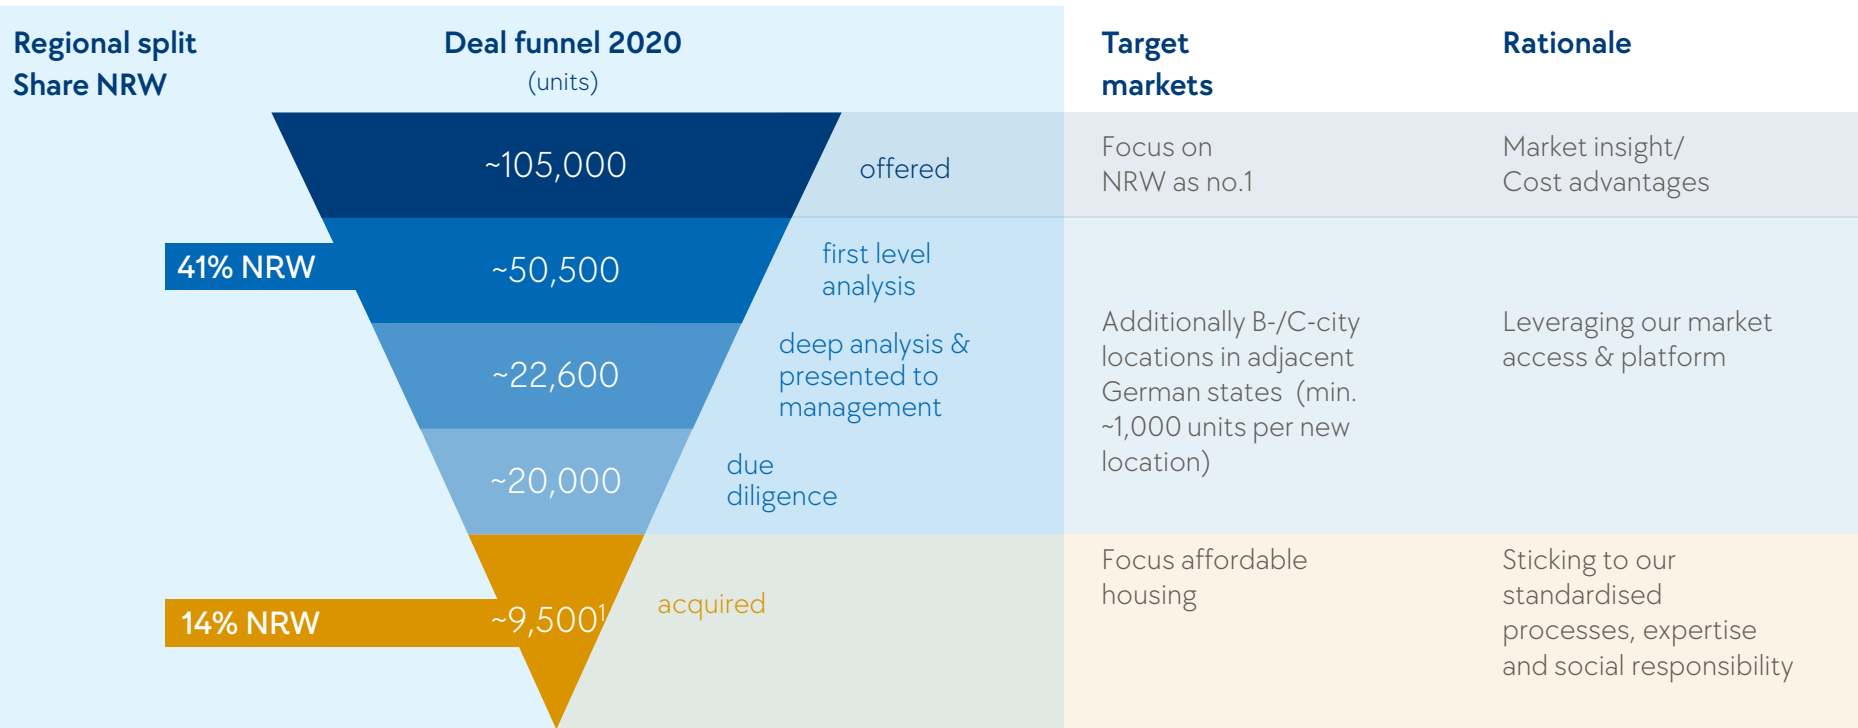 Regional split
Share NRW
Deal funnel 2020
(units)
Target
markets
Rationale
~105,000
offered
Focus on
NRW as no.1
Market insight/
Cost advantages
41% NRW
~50,500
first level
analysis
~22,600
deep analysis &
presented to
management
~20,000
due
diligence
Additionally B-/C-city
locations in adjacent
German states (min.
~1,000 units per new
location)
Leveraging our market
access & platform
14% NRW
~9,500¹
acquired
Focus affordable
housing
Sticking to our
standardised
processes, expertise
and social responsibility